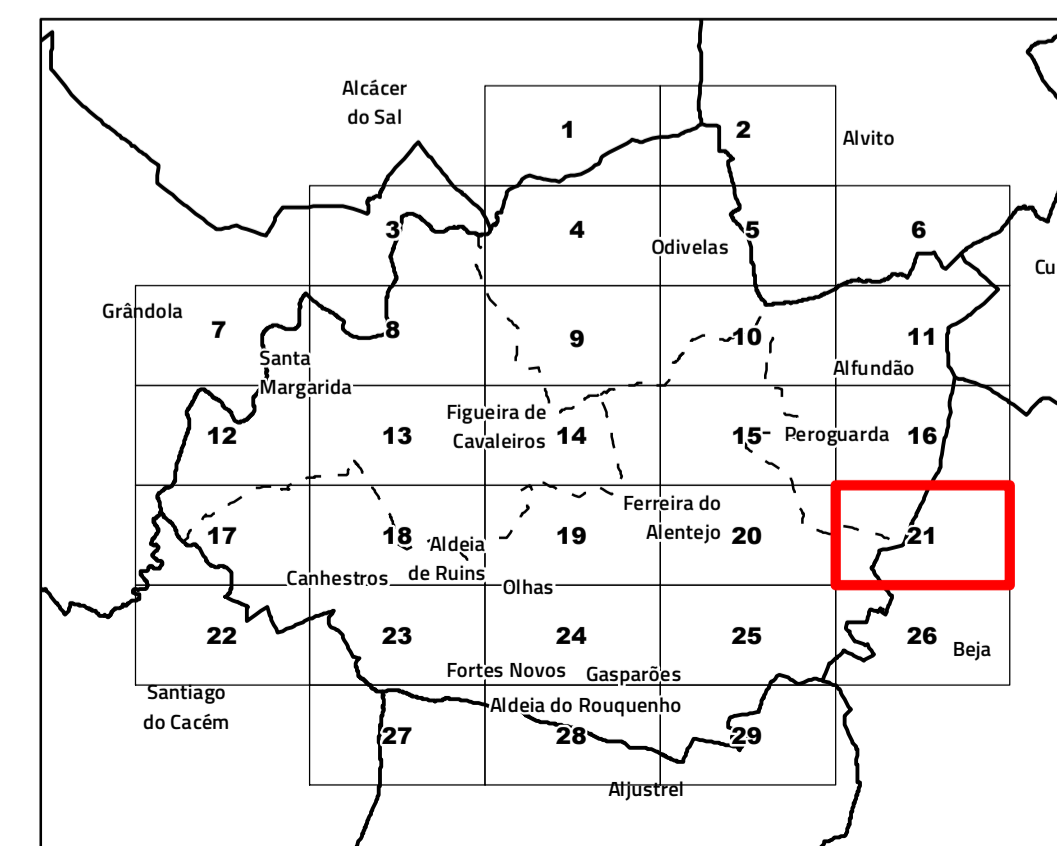 Alcácer
do Sal
1
2
Alvito
3
4
5
6
Odivelas
Cu
Grândola
7
8
9
10
11
Santa
Margarida
Alfundão
Figueira de
Cavaleiros
12
13
14
15
Peroguarda
16
Ferreira do
Alentejo
17
18
Aldeia
de Ruins
19
20
21
Canhestros
Olhas
22
23
24
25
26
Beja
Fortes Novos
Gasparões
Santiago
do Cacém
Aldeia do Rouquenho
27
28
29
Aljustrel